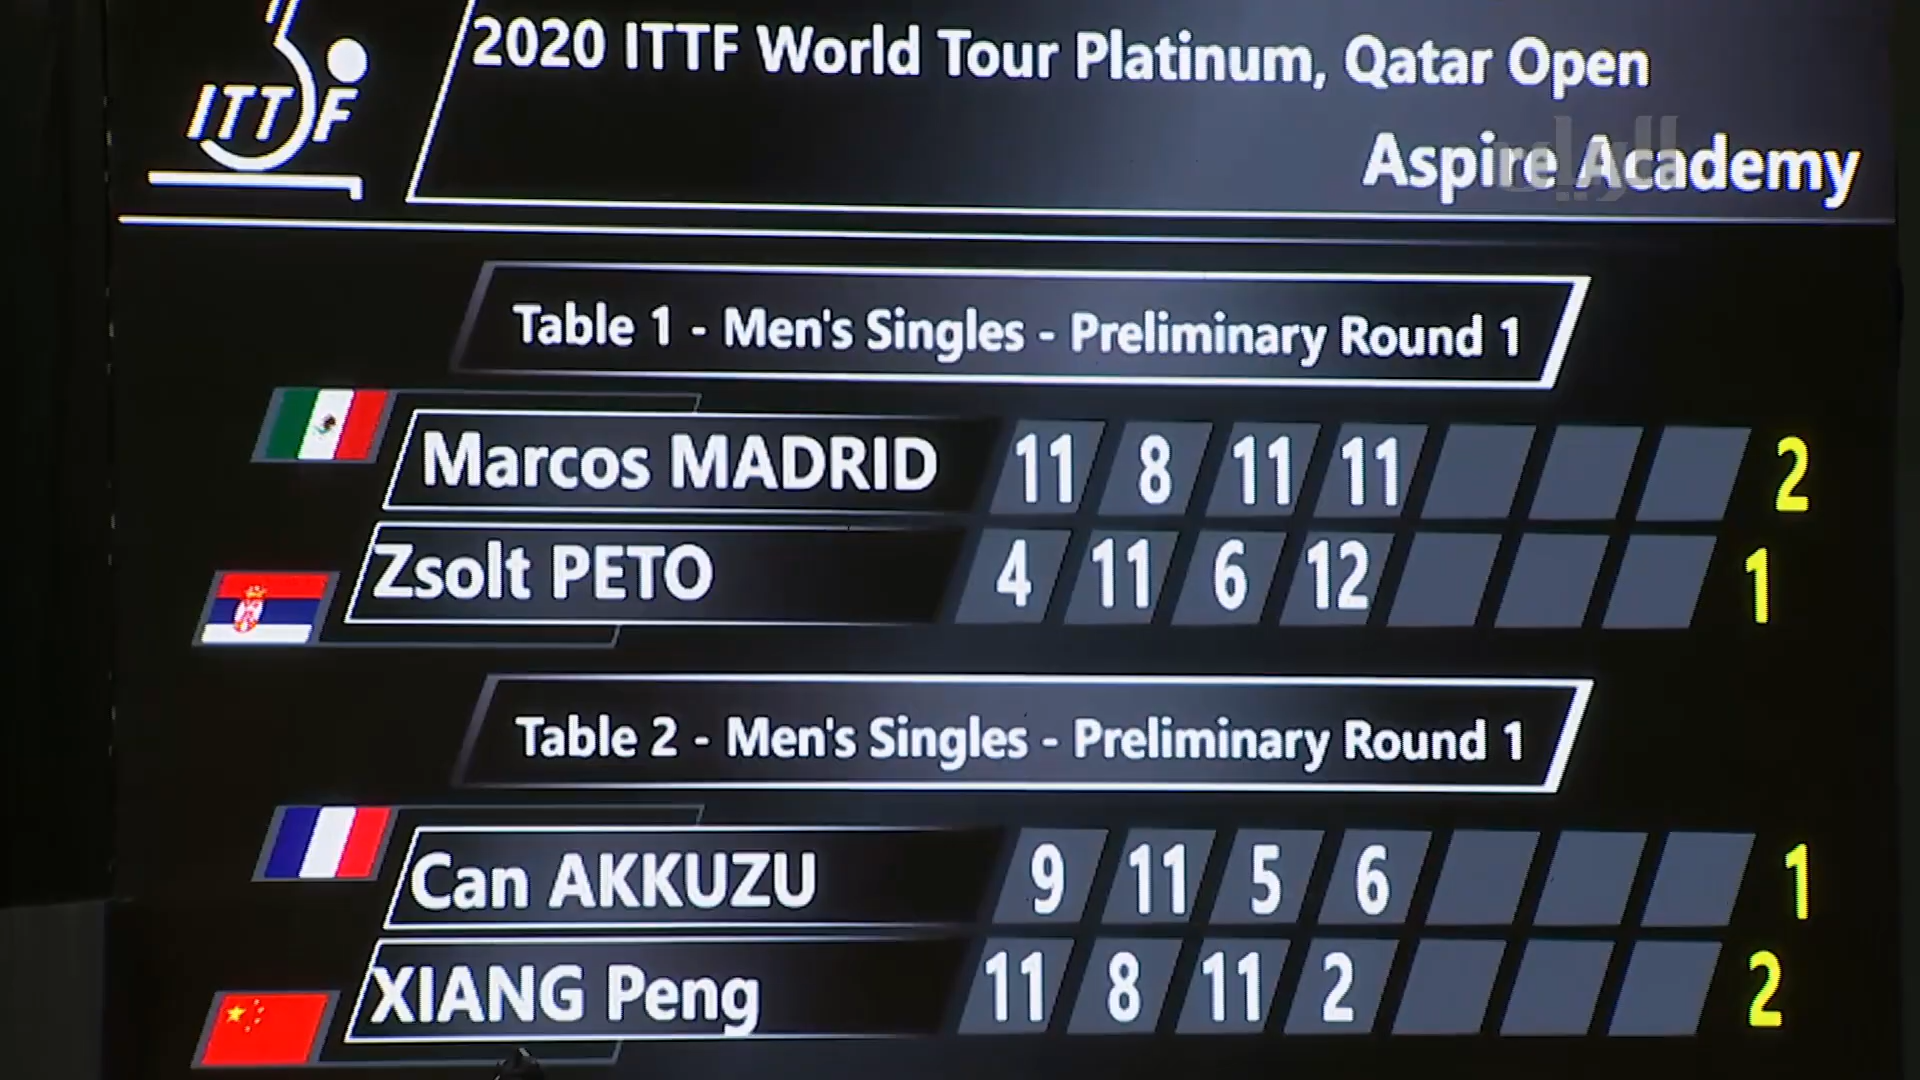 ITTF
2020 ITTF World Tour Platinum, Qatar Open
Aspire Academy
الريان
Table 1 - Men's Singles - Preliminary Round 1
Marcos MADRID 11 8 11 11 2
Zsolt PETO 4 11 6 12 1
Table 2 - Men's Singles - Preliminary Round 1
Can AKKUZU 9 11 5 6 1
XIANG Peng 11 8 11 2 2